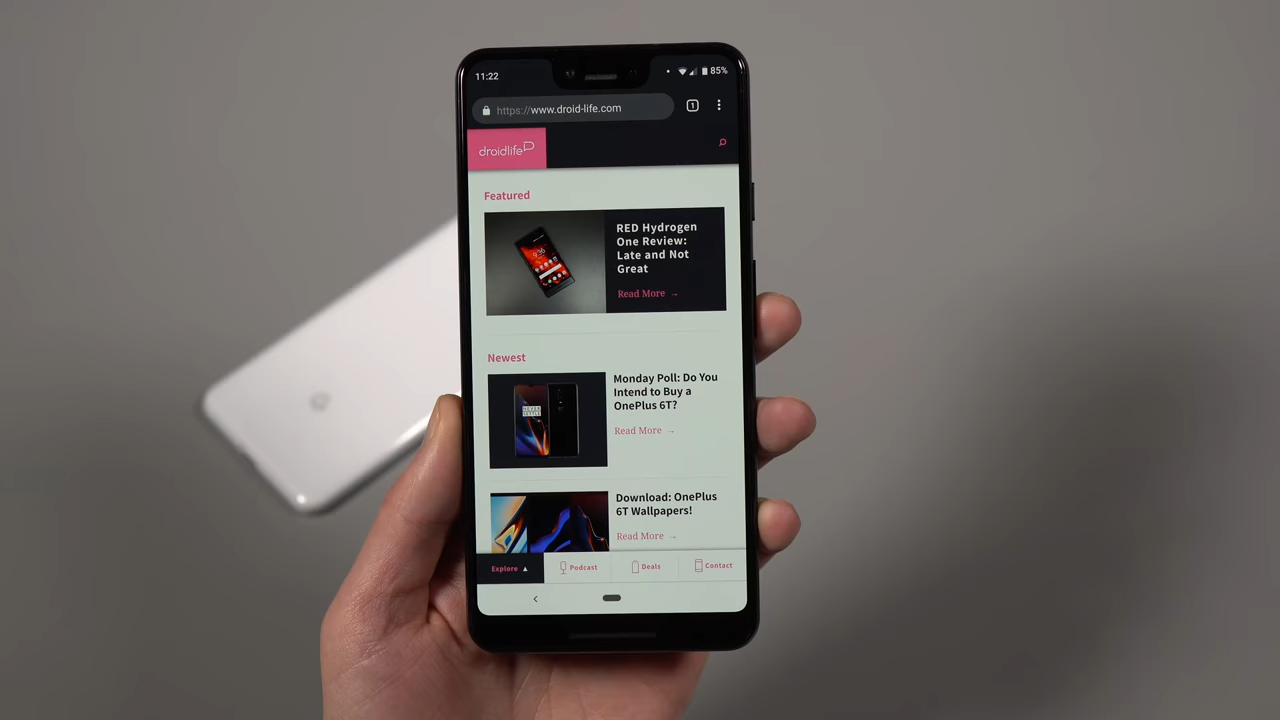 11:22
85%
https://www.droid-life.com
1
droidlife
Featured
RED Hydrogen
One Review:
Late and Not
Great
Read More →
Newest
Monday Poll: Do You
Intend to Buy a
OnePlus 6T?
Read More →
NEVER
SETTLE
Download: OnePlus
6T Wallpapers!
Read More →
Explore ▲
Podcast
Deals
Contact